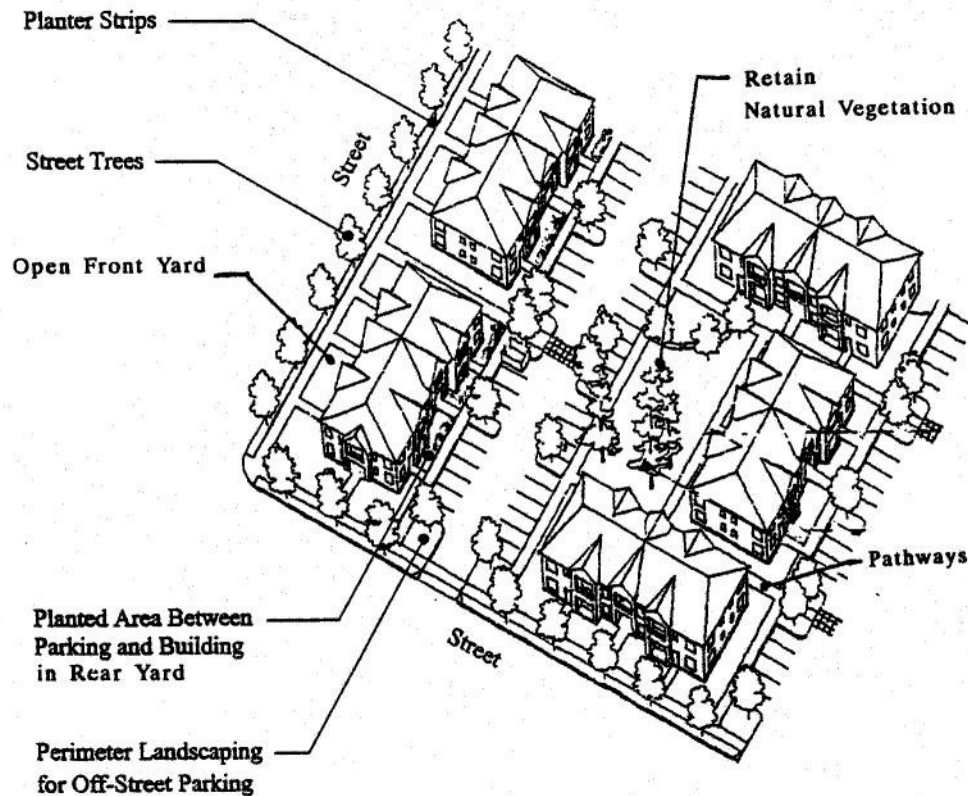 Planter Strips
Street Trees
Open Front Yard
Street
Retain
Natural Vegetation
Pathways
Street
Planted Area Between
Parking and Building
in Rear Yard
Perimeter Landscaping
for Off-Street Parking